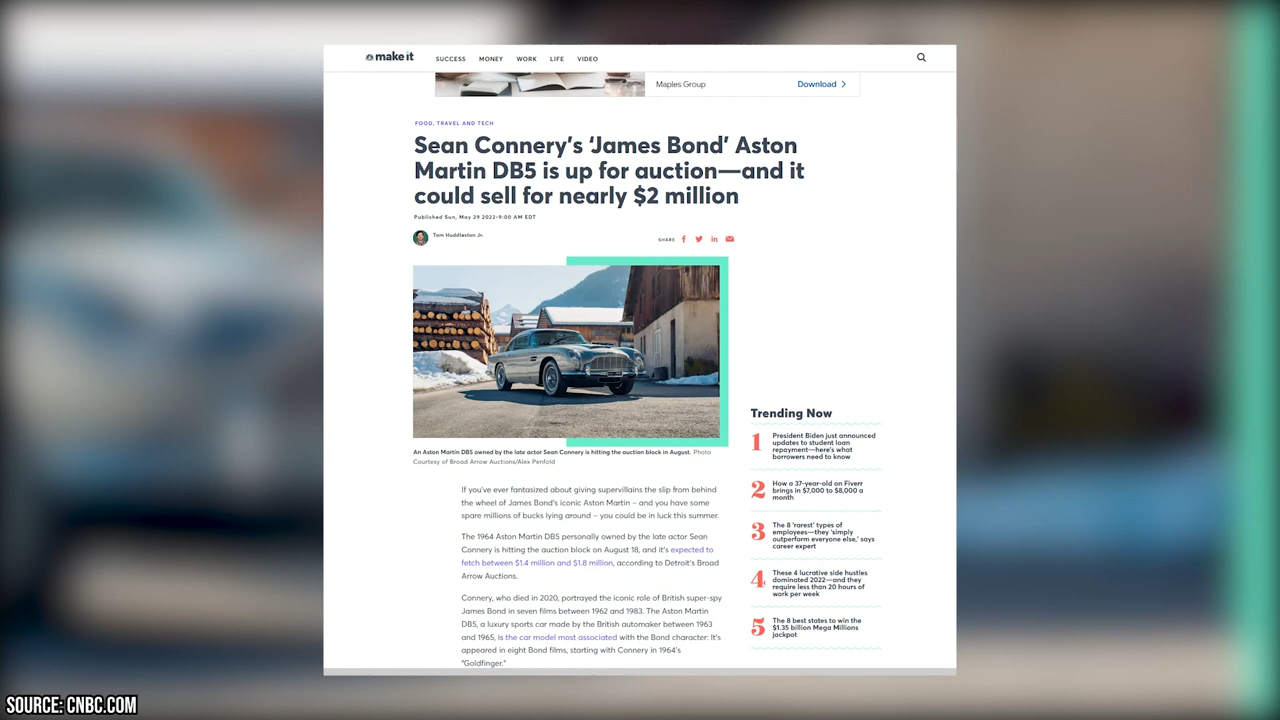 make it
SUCCESS MONEY WORK LIFE VIDEO
Maples Group
Download
FOOD, TRAVEL AND TECH
Sean Connery's ‘James Bond’ Aston
Martin DB5 is up for auction—and it
could sell for nearly $2 million
Published Sun, May 29 2022•9:00 AM EDT
Tom Huddleston Jr.
SHARE
An Aston Martin DB5 owned by the late actor Sean Connery is hitting the auction block in August. Photo
Courtesy of Broad Arrow Auctions/Alex Penfold
If you've ever fantasized about giving supervillains the slip from behind
the wheel of James Bond's iconic Aston Martin – and you have some
spare millions of bucks lying around – you could be in luck this summer.
The 1964 Aston Martin DB5 personally owned by the late actor Sean
Connery is hitting the auction block on August 18, and it's expected to
fetch between $1.4 million and $1.8 million, according to Detroit's Broad
Arrow Auctions.
Connery, who died in 2020, portrayed the iconic role of British super-spy
James Bond in seven films between 1962 and 1983. The Aston Martin
DB5, a luxury sports car made by the British automaker between 1963
and 1965, is the car model most associated with the Bond character: It's
appeared in eight Bond films, starting with Connery in 1964's
“Goldfinger.”
Trending Now
1
President Biden just announced
updates to student loan
repayment—here's what
borrowers need to know
2
How a 37-year-old on Fiverr
brings in $7,000 to $8,000 a
month
3
The 8 ‘rarest’ types of
employees—they ‘simply
outperform everyone else,’ says
career expert
4
These 4 lucrative side hustles
dominated 2022—and they
require less than 20 hours of
work per week
5
The 8 best states to win the
$1.35 billion Mega Millions
jackpot
SOURCE: CNBC.COM